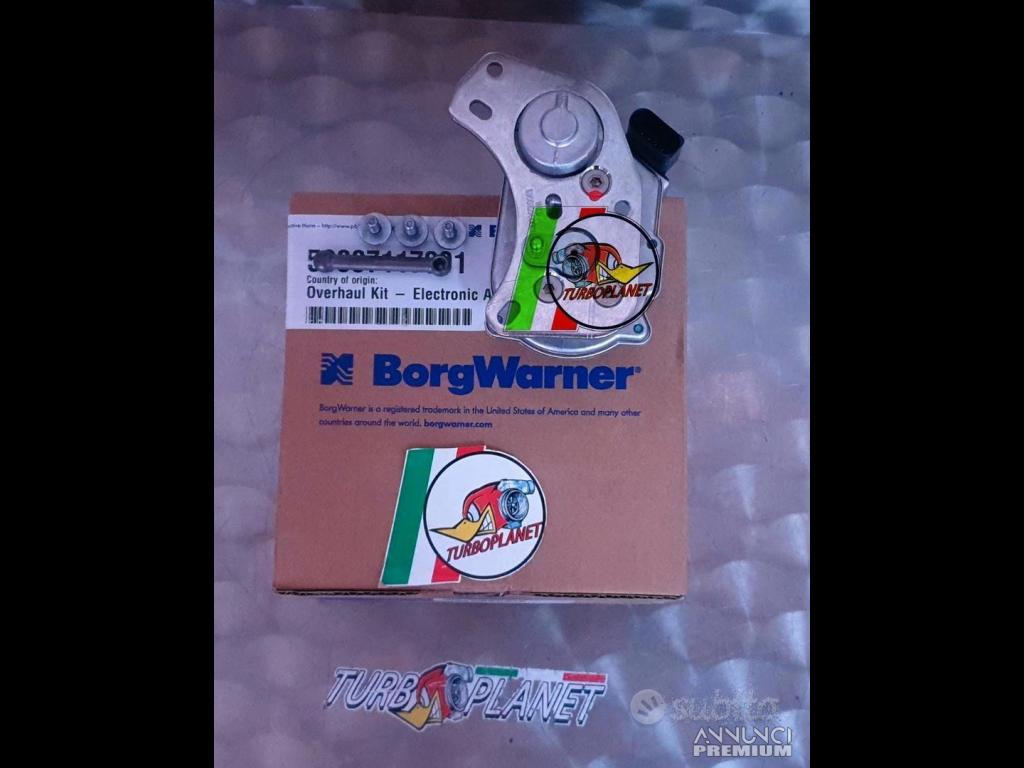 Country of origin:
Overhaul Kit – Electronic A
BorgWarner
BorgWarner is a registered trademark in the United States of America and many other
countries around the world. borgwarner.com
TURBOPLANET
TURBOPLANET
TURBOPLANET
subito
ANNUNCI
PREMIUM